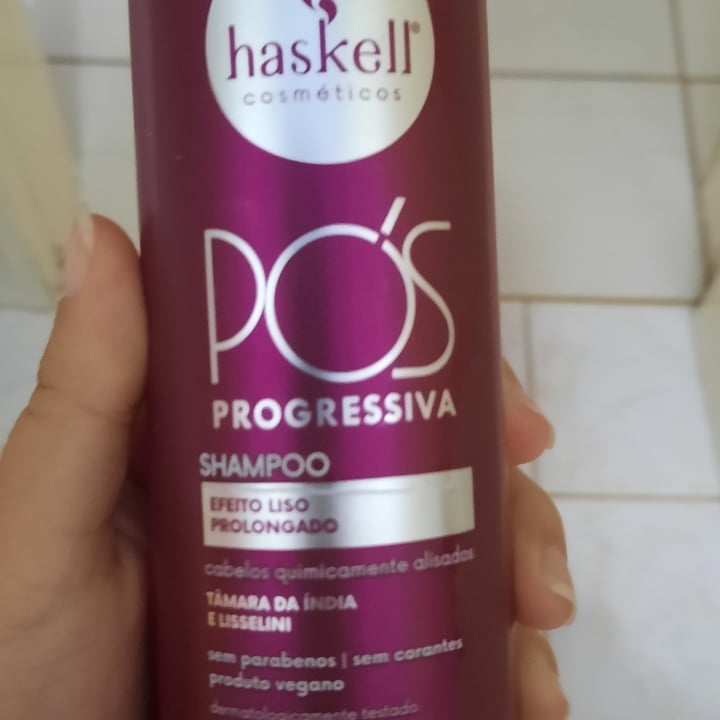 haskell®
cosméticos
PÓS
PROGRESSIVA
SHAMPOO
EFEITO LISO
PROLONGADO
cabelos quimicamente alisados
TÂMARA DA ÍNDIA
E LISSELINI
sem parabenos | sem corantes
produto vegano
dermatologicamente testado